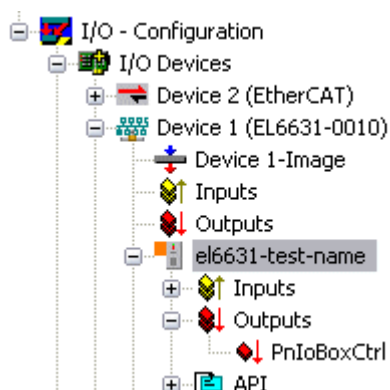 I/O - Configuration
I/O Devices
Device 2 (EtherCAT)
Device 1 (EL6631-0010)
Device 1-Image
Inputs
Outputs
el6631-test-name
Inputs
Outputs
PnIoBoxCtrl
API